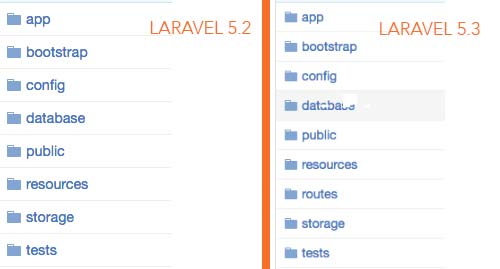 LARAVEL 5.2
app
bootstrap
config
database
public
resources
storage
tests
LARAVEL 5.3
app
bootstrap
config
database
public
resources
routes
storage
tests